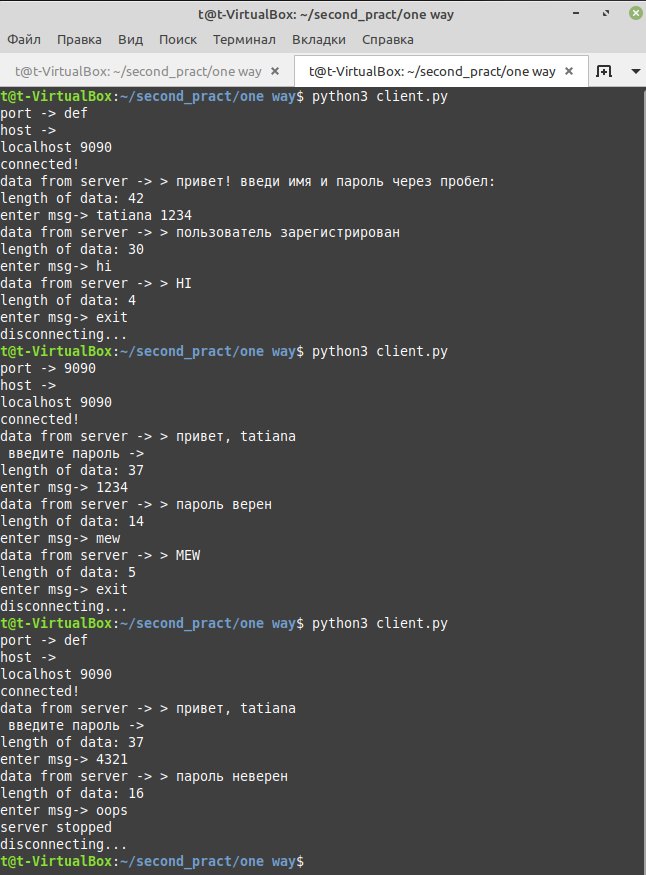 t@t-VirtualBox: ~/second_pract/one way
Файл Правка Вид Поиск Терминал Вкладки Справка
t@t-VirtualBox: ~/second_pract/one way × t@t-VirtualBox: ~/second_pract/one way ×
t@t-VirtualBox:~/second_pract/one way$ python3 client.py
port -> def
host ->
localhost 9090
connected!
data from server -> > привет! введи имя и пароль через пробел:
length of data: 42
enter msg-> tatiana 1234
data from server -> > пользователь зарегистрирован
length of data: 30
enter msg-> hi
data from server -> > HI
length of data: 4
enter msg-> exit
disconnecting...
t@t-VirtualBox:~/second_pract/one way$ python3 client.py
port -> 9090
host ->
localhost 9090
connected!
data from server -> > привет, tatiana
 введите пароль ->
length of data: 37
enter msg-> 1234
data from server -> > пароль верен
length of data: 14
enter msg-> mew
data from server -> > MEW
length of data: 5
enter msg-> exit
disconnecting...
t@t-VirtualBox:~/second_pract/one way$ python3 client.py
port -> def
host ->
localhost 9090
connected!
data from server -> > привет, tatiana
 введите пароль ->
length of data: 37
enter msg-> 4321
data from server -> > пароль неверен
length of data: 16
enter msg-> oops
server stopped
disconnecting...
t@t-VirtualBox:~/second_pract/one way$